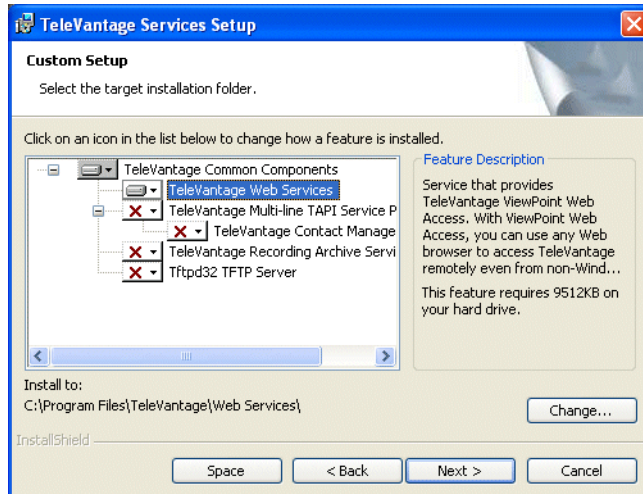 TeleVantage Services Setup
Custom Setup
Select the target installation folder.
Click on an icon in the list below to change how a feature is installed.
TeleVantage Common Components
TeleVantage Web Services
TeleVantage Multi-line TAPI Service P
TeleVantage Contact Manage
TeleVantage Recording Archive Servi
Tftpd32 TFTP Server
Feature Description
Service that provides
TeleVantage ViewPoint Web
Access. With ViewPoint Web
Access, you can use any Web
browser to access TeleVantage
remotely even from non-Wind...
This feature requires 9512KB on
your hard drive.
Install to:
C:\Program Files\TeleVantage\Web Services\
Change...
InstallShield
Space
< Back
Next >
Cancel